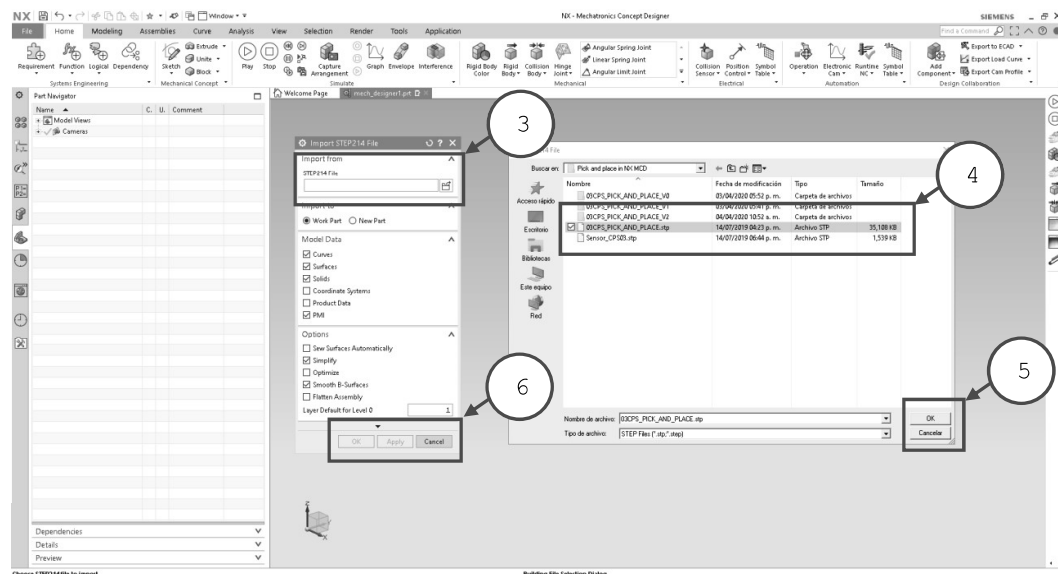 NX Window NX - Mechatronics Concept Designer SIEMENS
File Home Modeling Assemblies Curve Analysis View Selection Render Tools Application Find a Command
Requirement Function Logical Dependency Sketch Extrude Unite Block Play Stop Capture Arrangement Graph Envelope Interference Rigid Body Color Rigid Body Collision Body Hinge Joint Angular Spring Joint Linear Spring Joint Angular Limit Joint Collision Sensor Position Control Symbol Table Operation Electronic Cam Runtime NC Symbol Table Add Component Export to ECAD Export Load Curve Export Cam Profile
Systems Engineering Mechanical Concept Simulate Mechanical Electrical Automation Design Collaboration
Part Navigator
Name C. U. Comment
Model Views
Cameras
Welcome Page mech_designer1.prt
3
Import STEP214 File
Import from
STEP214 File
Work Part New Part
Model Data
Curves
Surfaces
Solids
Coordinate Systems
Product Data
PMI
Options
Sew Surfaces Automatically
Simplify
Optimize
Smooth B-Surfaces
Flatten Assembly
Layer Default for Level 0 1
OK Apply Cancel
6
Buscar en: Pick and place in NX MCD
4
Nombre Fecha de modificación Tipo Tamaño
03CPS_PICK_AND_PLACE_V0 03/04/2020 05:52 p. m. Carpeta de archivos
03CPS_PICK_AND_PLACE_V1 03/04/2020 05:41 p. m. Carpeta de archivos
03CPS_PICK_AND_PLACE_V2 04/04/2020 10:52 a. m. Carpeta de archivos
03CPS_PICK_AND_PLACE.stp 14/07/2019 04:23 p. m. Archivo STP 35,108 KB
Sensor_CPS03.stp 14/07/2019 06:44 p. m. Archivo STP 1,539 KB
Acceso rápido
Escritorio
Bibliotecas
Este equipo
Red
5
Nombre de archivo: 03CPS_PICK_AND_PLACE.stp OK
Tipo de archivo: STEP Files (*.stp;*.step) Cancelar
Dependencies
Details
Preview